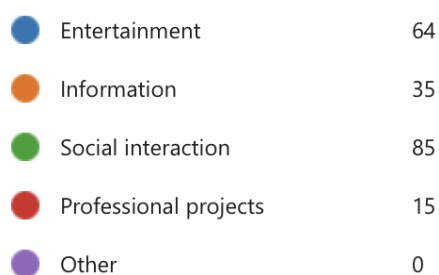 Entertainment 64
Information 35
Social interaction 85
Professional projects 15
Other 0